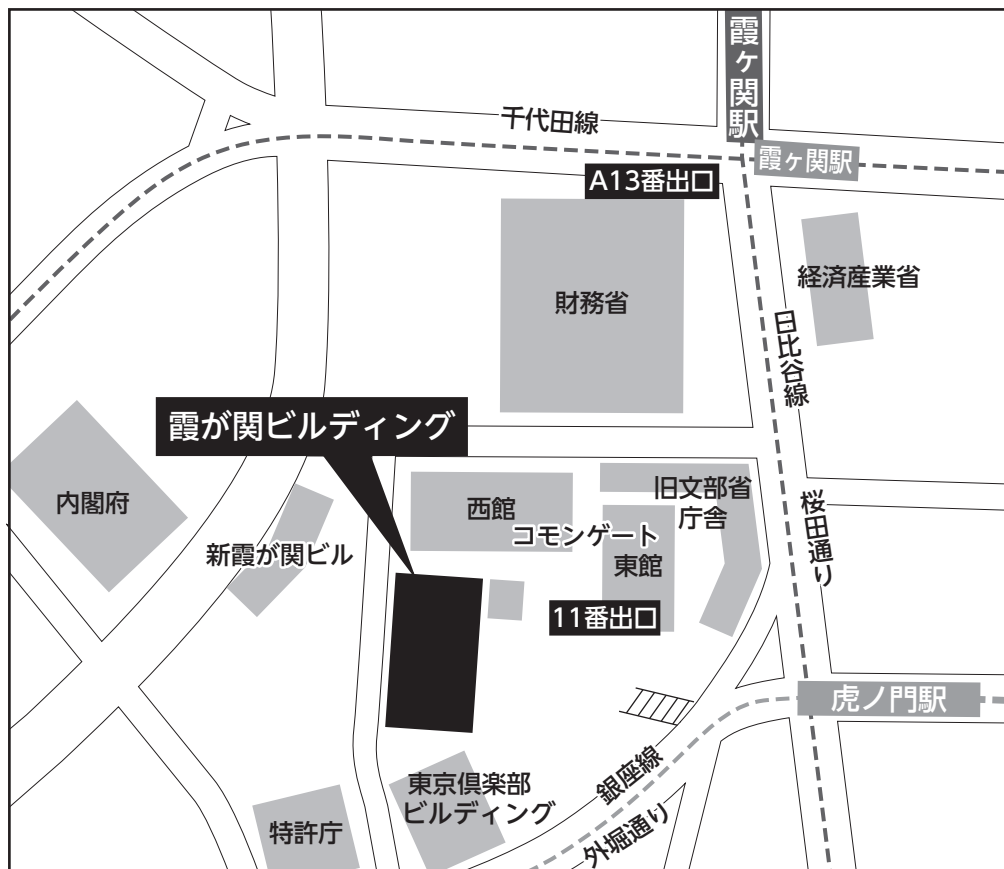 霞ヶ関駅
千代田線
霞ヶ関駅
A13番出口
財務省
経済産業省
日比谷線
霞が関ビルディング
内閣府
新霞が関ビル
西館
コモンゲート
東館
旧文部省
庁舎
桜田通り
11番出口
虎ノ門駅
銀座線
外堀通り
東京倶楽部
ビルディング
特許庁